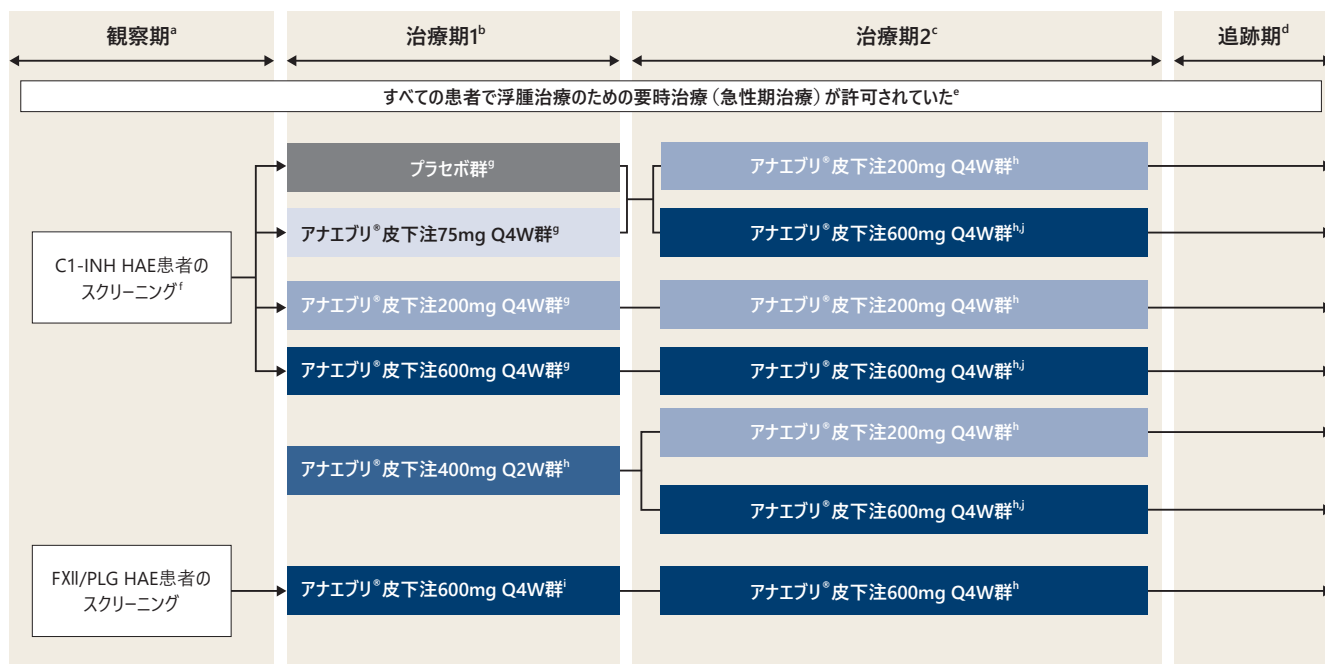 観察期a
治療期1b
治療期2c
追跡期d
すべての患者で浮腫治療のための要時治療（急性期治療）が許可されていたe
C1-INH HAE患者の
スクリーニングf
プラセボ群g
アナエブリ®皮下注75mg Q4W群g
アナエブリ®皮下注200mg Q4W群g
アナエブリ®皮下注600mg Q4W群g
アナエブリ®皮下注400mg Q2W群h
アナエブリ®皮下注200mg Q4W群h
アナエブリ®皮下注600mg Q4W群h,j
アナエブリ®皮下注200mg Q4W群h
アナエブリ®皮下注600mg Q4W群h,j
アナエブリ®皮下注200mg Q4W群h
アナエブリ®皮下注600mg Q4W群h,j
FXII/PLG HAE患者の
スクリーニング
アナエブリ®皮下注600mg Q4W群i
アナエブリ®皮下注600mg Q4W群h